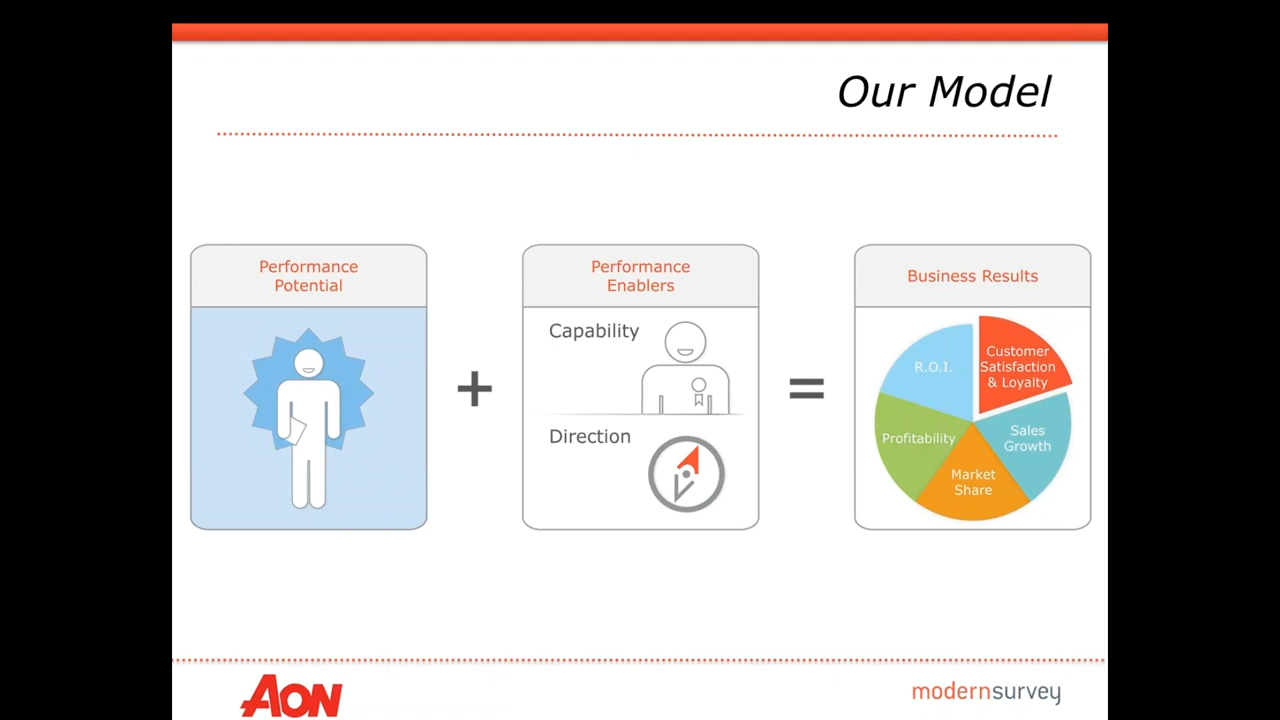 Our Model
Performance
Potential
Performance
Enablers
Business Results
Capability
Direction
R.O.I.
Customer
Satisfaction
& Loyalty
Profitability
Sales
Growth
Market
Share
AON
modernsurvey